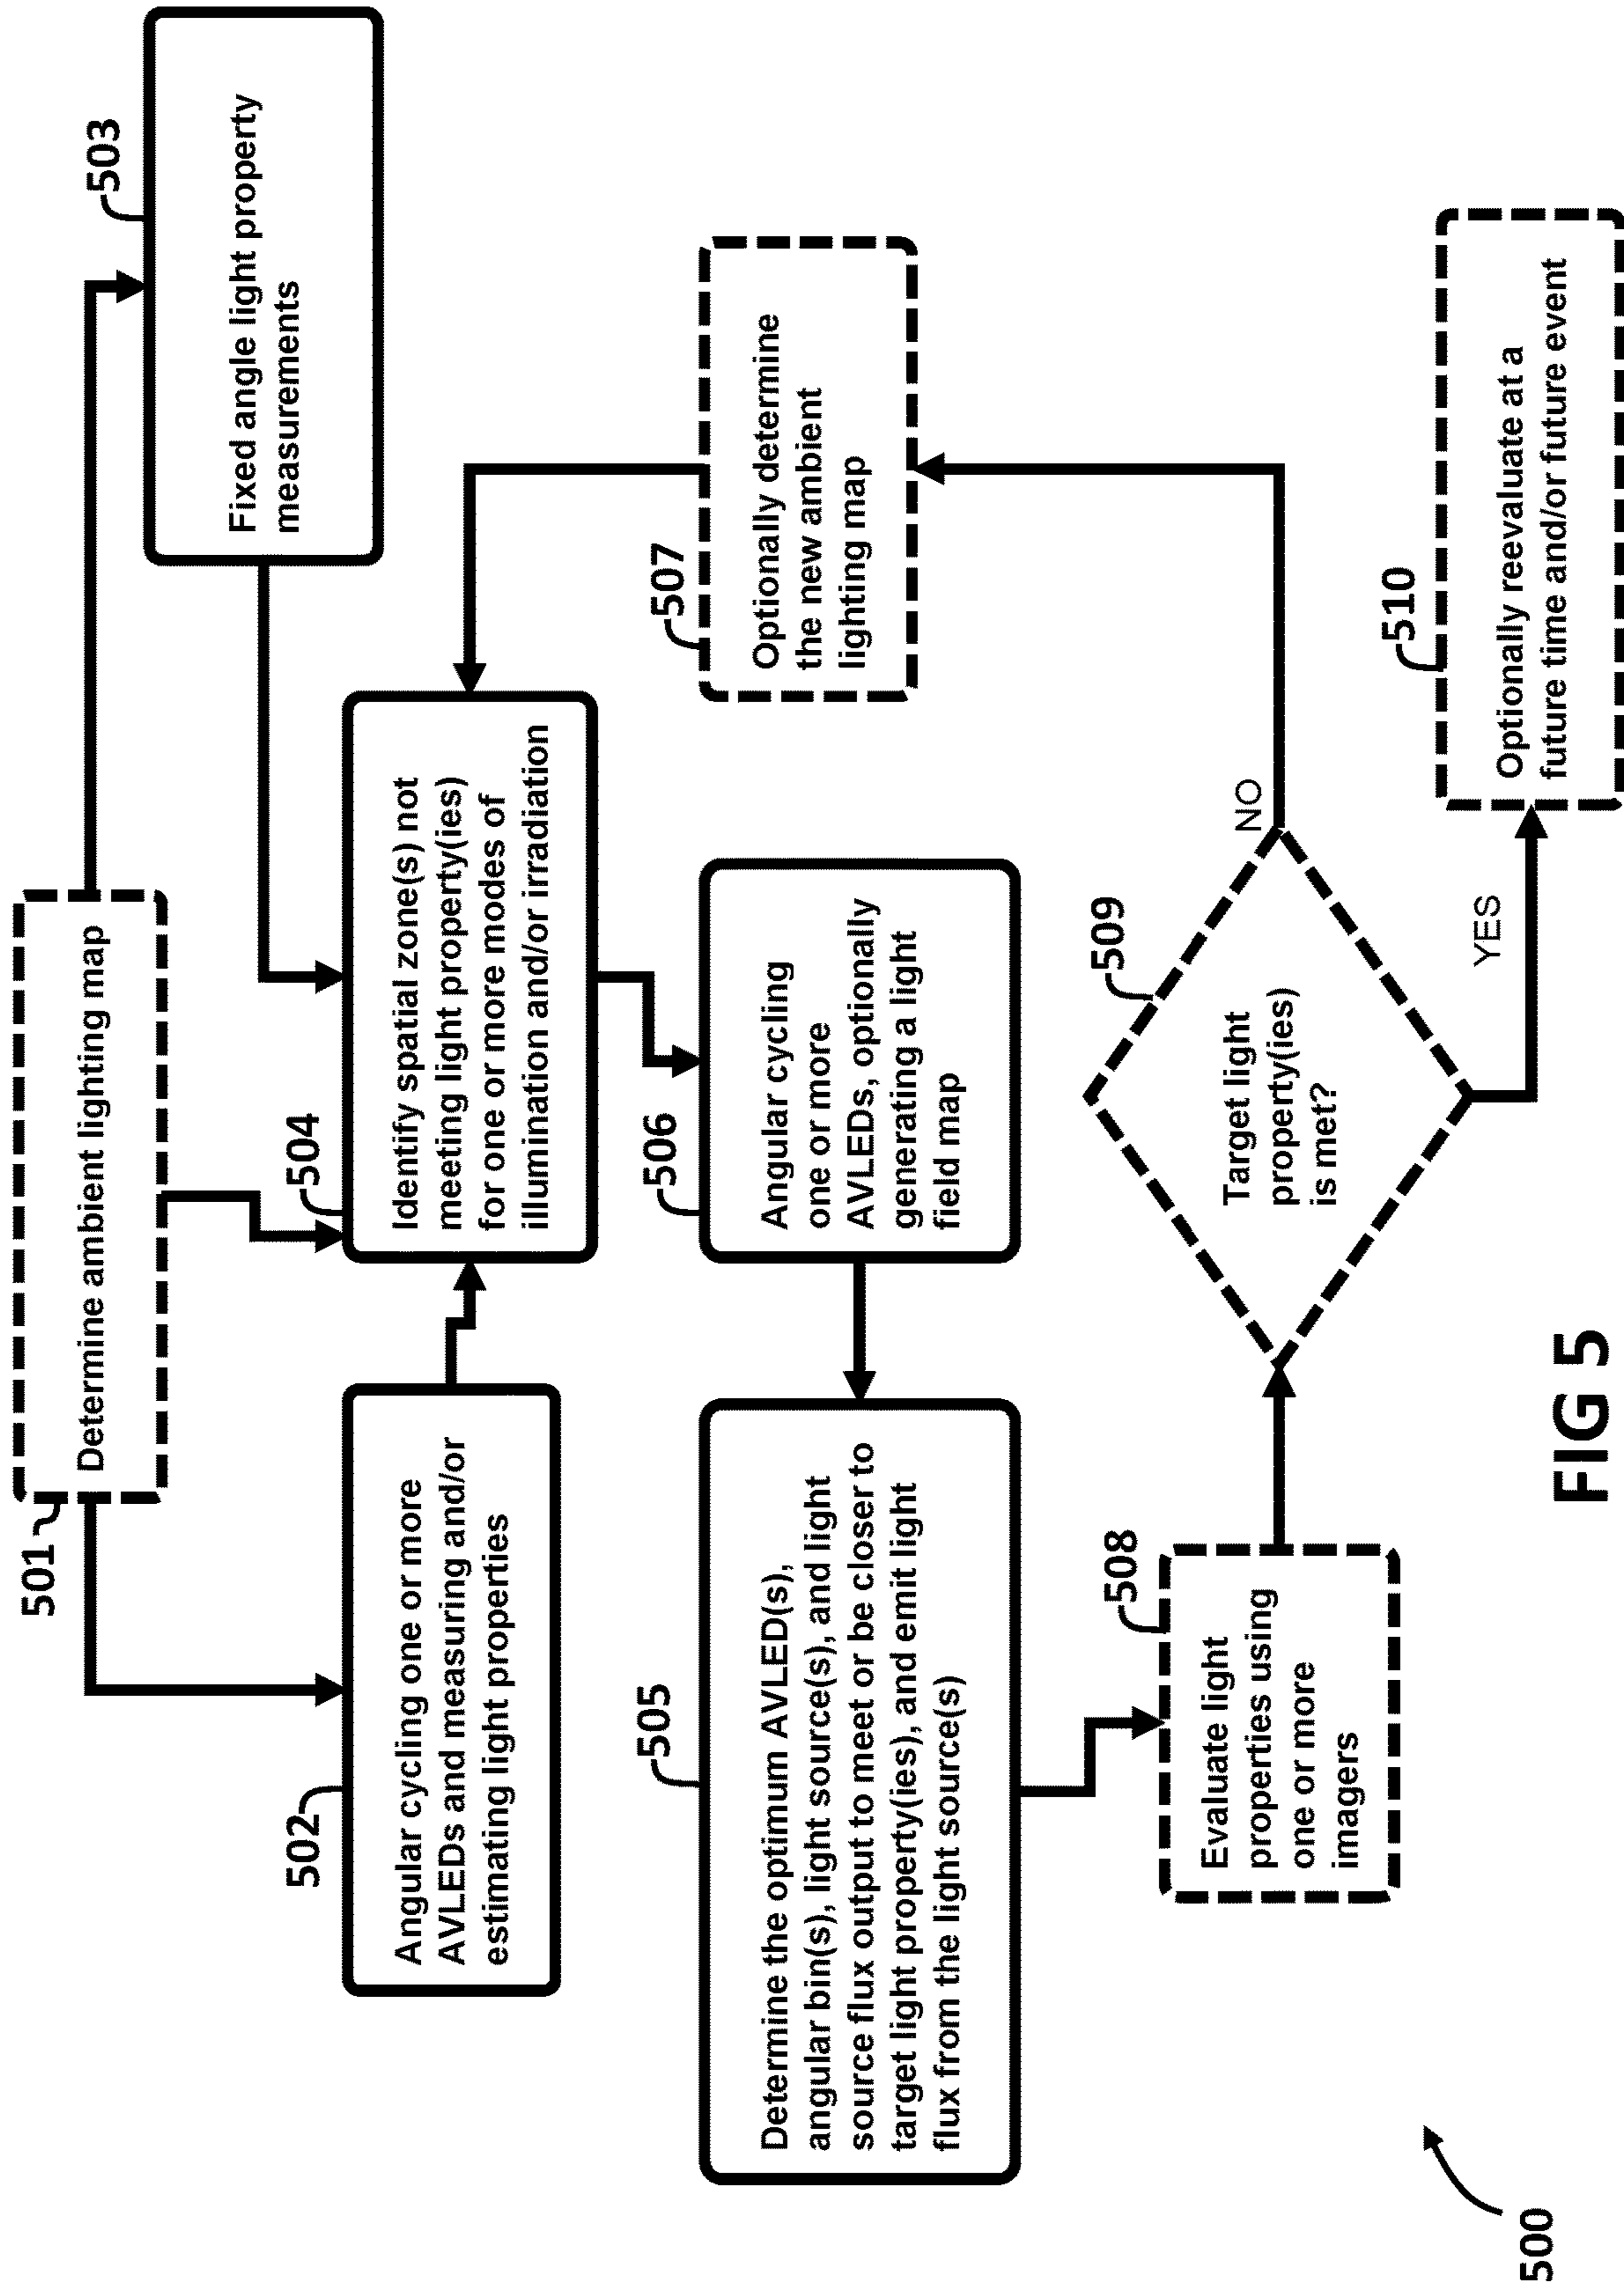 501
Determine ambient lighting map
503
Fixed angle light property
measurements
502
Angular cycling one or more
AVLEDs and measuring and/or
estimating light properties
504
Identify spatial zone(s) not
meeting light property(ies)
for one or more modes of
illumination and/or irradiation
507
Optionally determine
the new ambient
lighting map
505
Determine the optimum AVLED(s),
angular bin(s), light source(s), and light
source flux output to meet or be closer to
target light property(ies), and emit light
flux from the light source(s)
506
Angular cycling
one or more
AVLEDs, optionally
generating a light
field map
508
Evaluate light
properties using
one or more
imagers
509
Target light
property(ies)
is met?
NO
YES
510
Optionally reevaluate at a
future time and/or future event
500
FIG 5